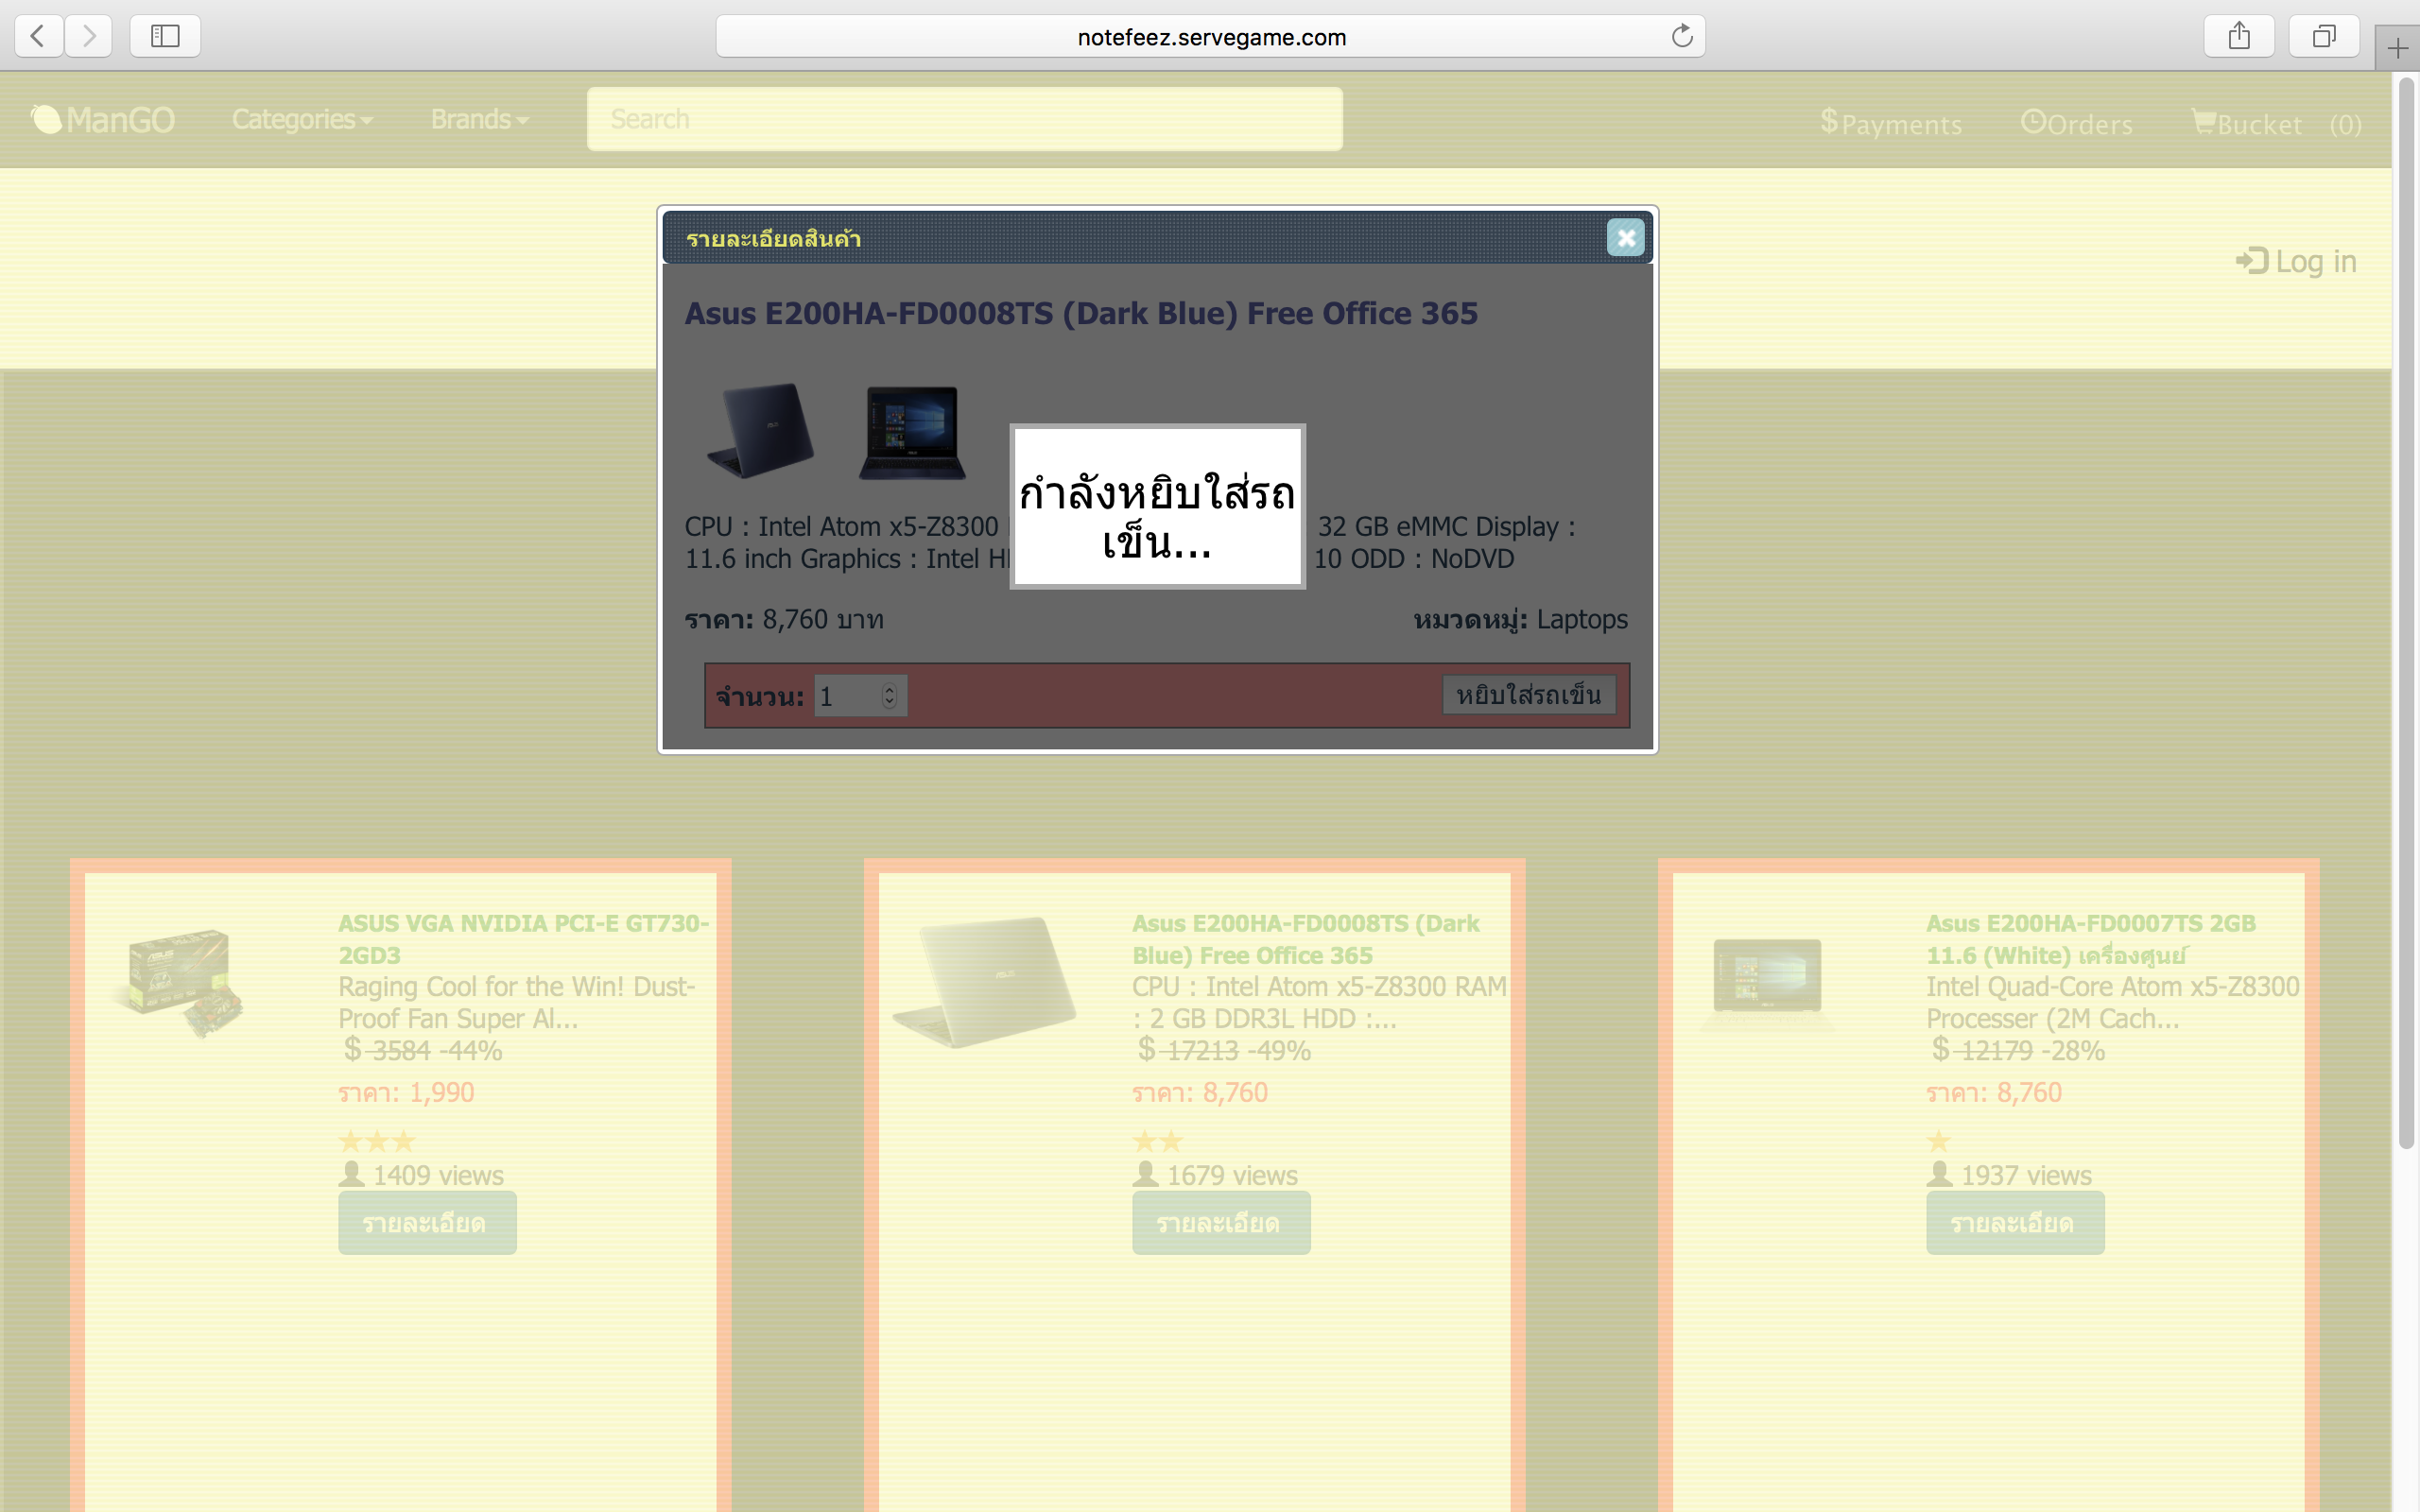 notefeez.servegame.com
ManGO Categories Brands Search $Payments Orders Bucket (0)
Log in
รายละเอียดสินค้า
Asus E200HA-FD0008TS (Dark Blue) Free Office 365
กำลังหยิบใส่รถ
เข็น...
CPU : Intel Atom x5-Z8300 32 GB eMMC Display :
11.6 inch Graphics : Intel 10 ODD : NoDVD
ราคา: 8,760 บาท หมวดหมู่: Laptops
จำนวน: 1 หยิบใส่รถเข็น
ASUS VGA NVIDIA PCI-E GT730-
2GD3
Raging Cool for the Win! Dust-
Proof Fan Super Al...
$ 3584 -44%
ราคา: 1,990
★★★
1409 views
รายละเอียด
Asus E200HA-FD0008TS (Dark
Blue) Free Office 365
CPU : Intel Atom x5-Z8300 RAM
: 2 GB DDR3L HDD :...
$ 17213 -49%
ราคา: 8,760
★★
1679 views
รายละเอียด
Asus E200HA-FD0007TS 2GB
11.6 (White) เครื่องศูนย์
Intel Quad-Core Atom x5-Z8300
Processer (2M Cach...
$ 12179 -28%
ราคา: 8,760
★
1937 views
รายละเอียด